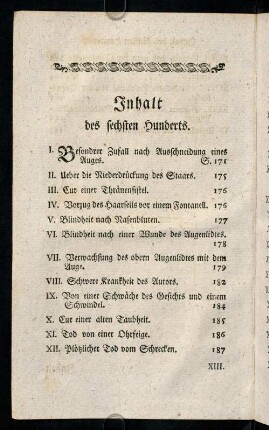 Inhalt
des sechsten Hunderts.
I. Besondrer Zufall nach Ausschneidung eines
Auges. S. 171
II. Ueber die Niederdrückung des Staars. 175
III. Cur einer Thränenfistel. 176
IV. Vorzug des Haarseils vor einem Fontanell. 176
V. Blindheit nach Nasenbluten. 177
VI. Blindheit nach einer Wunde des Augenlides.
178
VII. Verwachsung des obern Augenlides mit dem
Auge. 179
VIII. Schwere Krankheit des Autors. 182
IX. Von einer Schwäche des Gesichts und einem
Schwindel. 184
X. Cur einer alten Taubheit. 185
XI. Tod von einer Ohrfeige. 186
XII. Plötzlicher Tod vom Schrecken. 187
XIII.